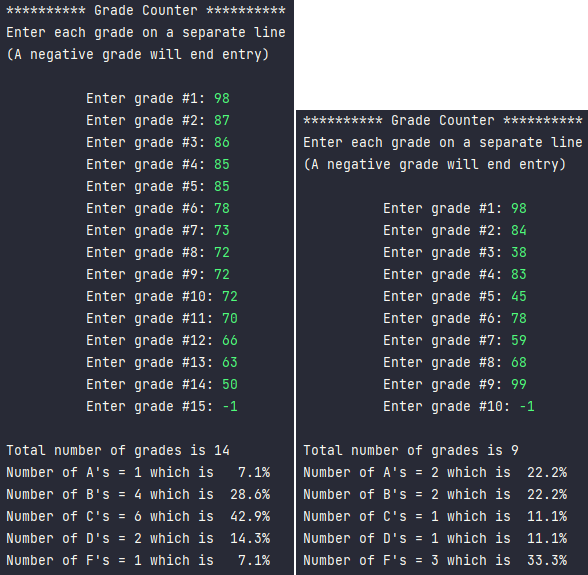 ********** Grade Counter **********
Enter each grade on a separate line
(A negative grade will end entry)
Enter grade #1: 98
Enter grade #2: 87
Enter grade #3: 86
Enter grade #4: 85
Enter grade #5: 85
Enter grade #6: 78
Enter grade #7: 73
Enter grade #8: 72
Enter grade #9: 72
Enter grade #10: 72
Enter grade #11: 70
Enter grade #12: 66
Enter grade #13: 63
Enter grade #14: 50
Enter grade #15: -1
Total number of grades is 14
Number of A's = 1 which is   7.1%
Number of B's = 4 which is  28.6%
Number of C's = 6 which is  42.9%
Number of D's = 2 which is  14.3%
Number of F's = 1 which is   7.1%
********** Grade Counter **********
Enter each grade on a separate line
(A negative grade will end entry)
Enter grade #1: 98
Enter grade #2: 84
Enter grade #3: 38
Enter grade #4: 83
Enter grade #5: 45
Enter grade #6: 78
Enter grade #7: 59
Enter grade #8: 68
Enter grade #9: 99
Enter grade #10: -1
Total number of grades is 9
Number of A's = 2 which is  22.2%
Number of B's = 2 which is  22.2%
Number of C's = 1 which is  11.1%
Number of D's = 1 which is  11.1%
Number of F's = 3 which is  33.3%